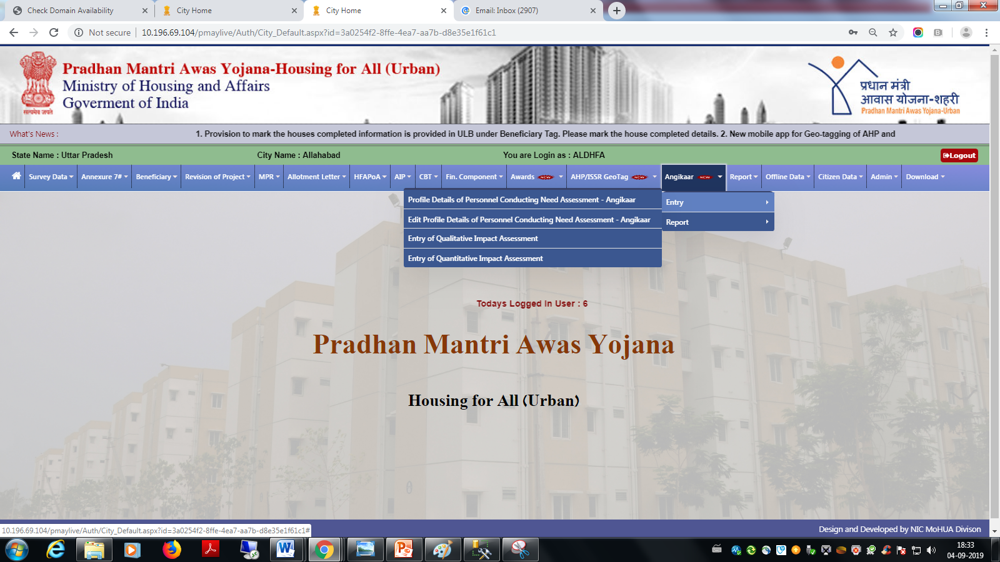 Check Domain Availability
City Home
City Home
Email: Inbox (2907)
Not secure
10.196.69.104/pmaylive/Auth/City_Default.aspx?id=3a0254f2-8ffe-4ea7-aa7b-d8e35e1f61c1
सत्यमेव जयते
Pradhan Mantri Awas Yojana-Housing for All (Urban)
Ministry of Housing and Affairs
Goverment of India
प्रधान मंत्री
आवास योजना-शहरी
Pradhan Mantri Awas Yojana-Urban
What's News :
1. Provision to mark the houses completed information is provided in ULB under Beneficiary Tag. Please mark the house completed details. 2. New mobile app for Geo-tagging of AHP and
State Name : Uttar Pradesh
City Name : Allahabad
You are Login as : ALDHFA
Logout
Survey Data
Annexure 7#
Beneficiary
Revision of Project
MPR
Allotment Letter
HFAPoA
AIP
CBT
Fin. Component
Awards NEW
AHP/ISSR GeoTag NEW
Angikaar NEW
Report
Offline Data
Citizen Data
Admin
Download
Profile Details of Personnel Conducting Need Assessment - Angikaar
Edit Profile Details of Personnel Conducting Need Assessment - Angikaar
Entry of Qualitative Impact Assessment
Entry of Quantitative Impact Assessment
Entry
Report
Todays Logged In User : 6
Pradhan Mantri Awas Yojana
Housing for All (Urban)
10.196.69.104/pmaylive/Auth/City_Default.aspx?id=3a0254f2-8ffe-4ea7-aa7b-d8e35e1f61c1#
Design and Developed by NIC MoHUA Divison
18:33
04-09-2019